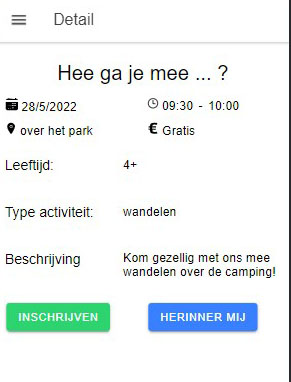 Detail
Hee ga je mee ... ?
28/5/2022 09:30 - 10:00
over het park € Gratis
Leeftijd: 4+
Type activiteit: wandelen
Beschrijving Kom gezellig met ons mee
wandelen over de camping!
INSCHRIJVEN HERINNER MIJ